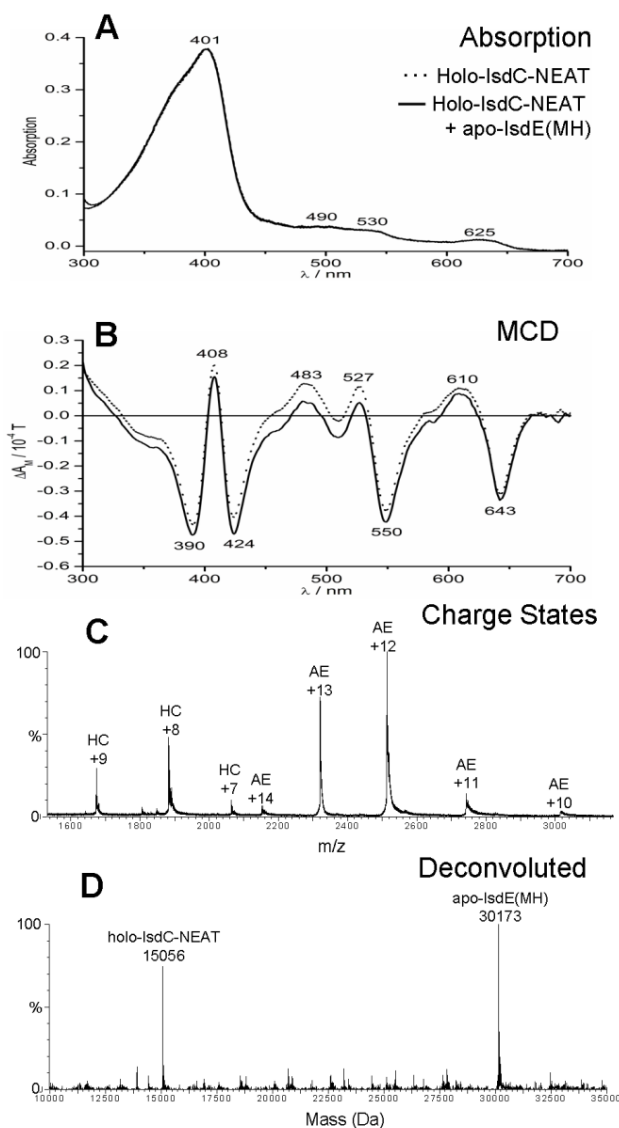 A
Absorption
401
Holo-IsdC-NEAT
Holo-IsdC-NEAT
+ apo-IsdE(MH)
490
530
625
0.4
0.3
0.2
0.1
0.0
Absorption
300 400 500 600 700
λ / nm
B
MCD
408
483
527
610
390
424
550
643
0.3
0.2
0.1
0.0
-0.1
-0.2
-0.3
-0.4
-0.5
-0.6
ΔA_M / 10⁻⁴ T
300 400 500 600 700
λ / nm
C
Charge States
100
%
0
HC
+9
HC
+8
HC
+7
AE
+14
AE
+13
AE
+12
AE
+11
AE
+10
1600 1800 2000 2200 2400 2600 2800 3000
m/z
D
Deconvoluted
100
%
0
holo-IsdC-NEAT
15056
apo-IsdE(MH)
30173
10000 12500 15000 17500 20000 22500 25000 27500 30000 32500 35000
Mass (Da)